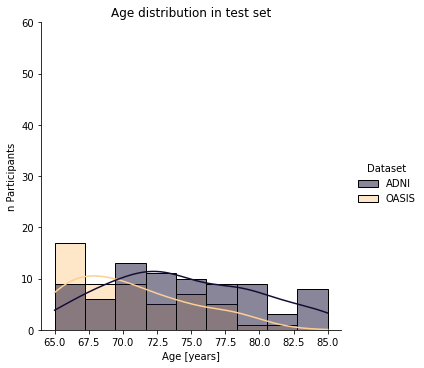 Age distribution in test set
60
50
40
30
20
10
0
n Participants
65.0 67.5 70.0 72.5 75.0 77.5 80.0 82.5 85.0
Age [years]
Dataset
ADNI
OASIS